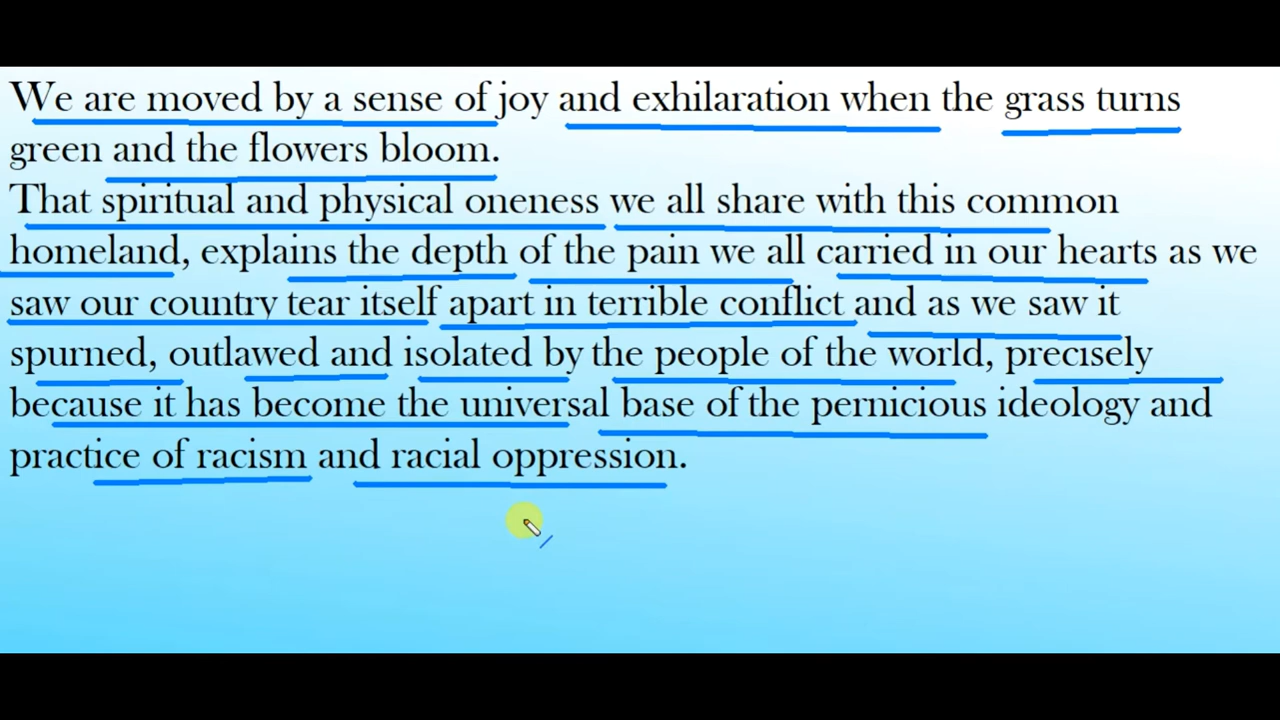 We are moved by a sense of joy and exhilaration when the grass turns
green and the flowers bloom.
That spiritual and physical oneness we all share with this common
homeland, explains the depth of the pain we all carried in our hearts as we
saw our country tear itself apart in terrible conflict and as we saw it
spurned, outlawed and isolated by the people of the world, precisely
because it has become the universal base of the pernicious ideology and
practice of racism and racial oppression.